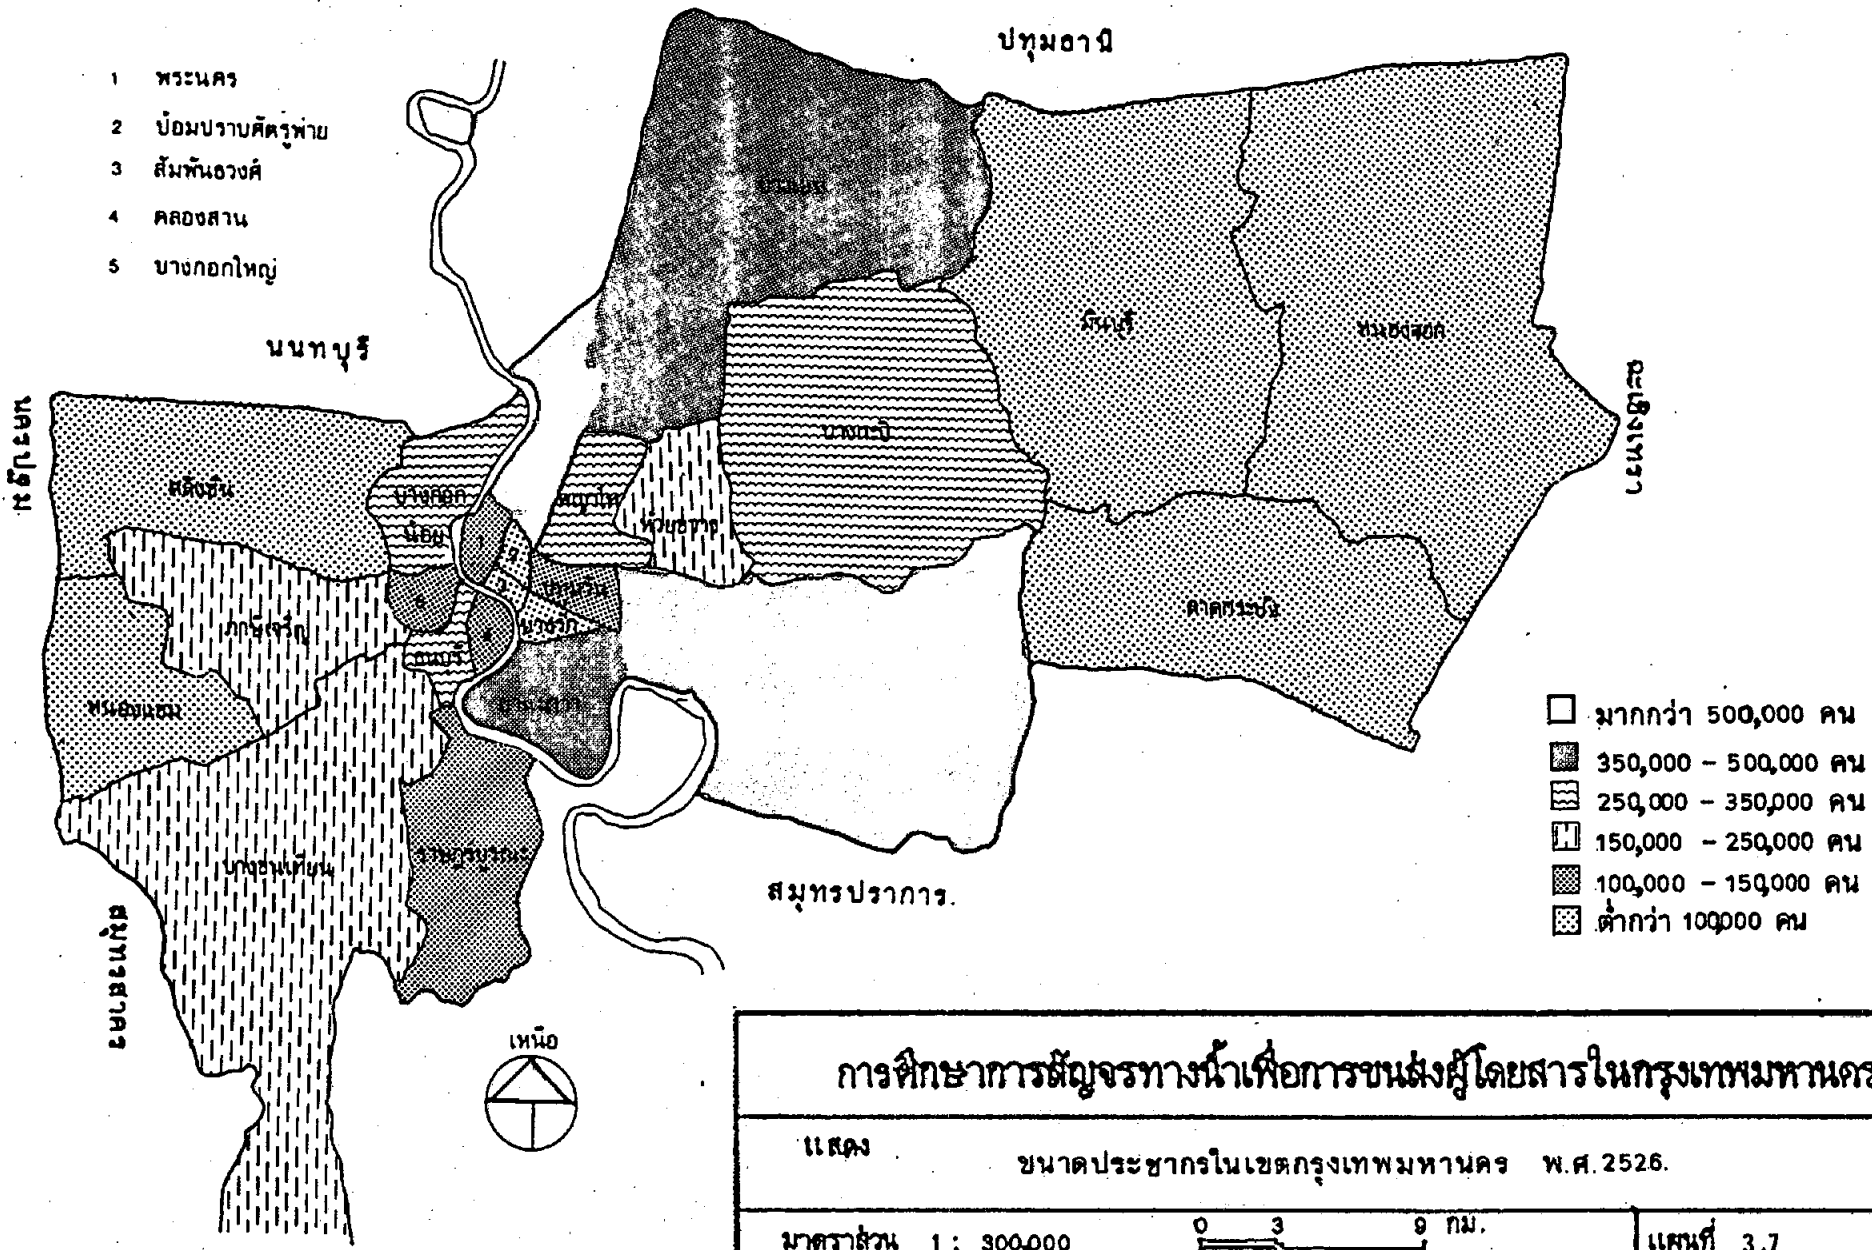 ปทุมธานี
1 พระนคร
2 ป้อมปราบศัตรูพ่าย
3 สัมพันธวงศ์
4 คลองสาน
5 บางกอกใหญ่
นนทบุรี
นครปฐม
ฉะเชิงเทรา
มีนบุรี
หนองจอก
บางกะปิ
ตลิ่งชัน
บางกอก
น้อย
พญาไท
ห้วยขวาง
1
2
3
4
5
ปทุมวัน
บางรัก
ลาดกระบัง
ภาษีเจริญ
ธนบุรี
หนองแขม
ยานนาวา
บางขุนเทียน
ราษฎร์บูรณะ
สมุทรปราการ.
สมุทรสาคร
มากกว่า 500,000 คน
350,000 - 500,000 คน
250,000 - 350,000 คน
150,000 - 250,000 คน
100,000 - 150,000 คน
ต่ำกว่า 100,000 คน
เหนือ
การศึกษาการสัญจรทางน้ำเพื่อการขนส่งผู้โดยสารในกรุงเทพมหานคร
แสดง
ขนาดประชากรในเขตกรุงเทพมหานคร พ.ศ. 2526.
มาตราส่วน 1 : 300,000
0 3 9 กม.
แผนที่ 3.7